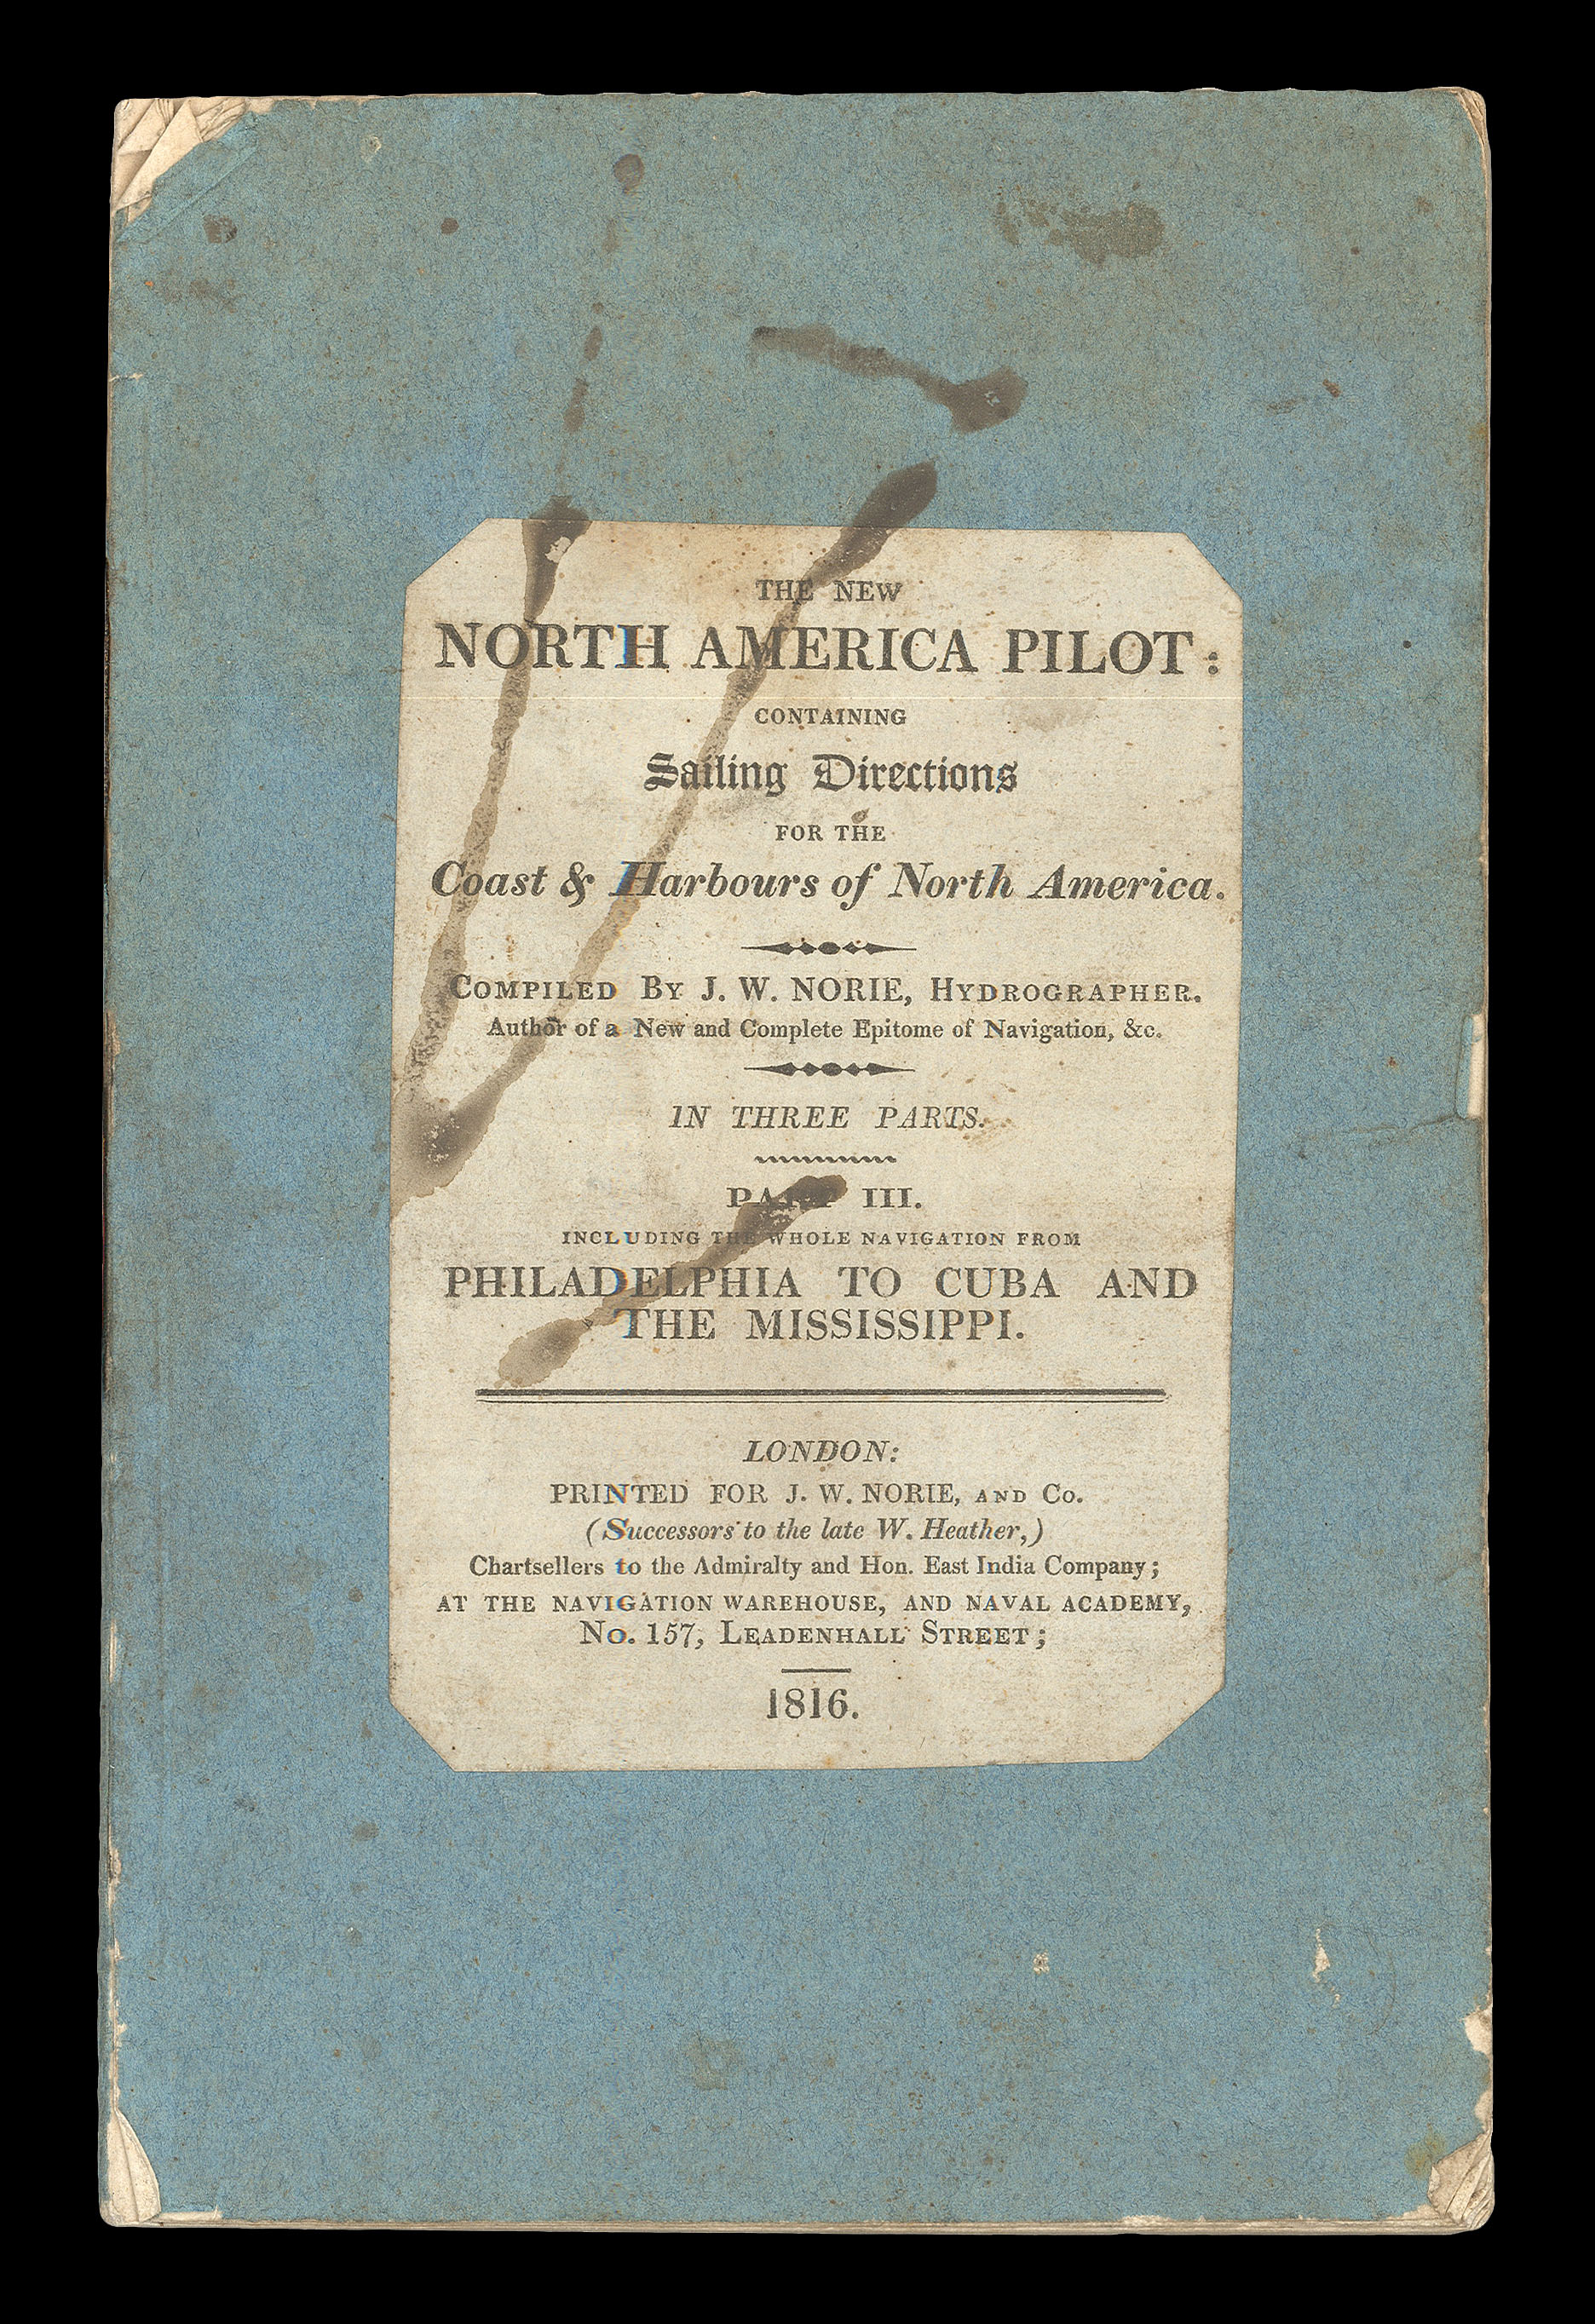 THE NEW
NORTH AMERICA PILOT:
CONTAINING
Sailing Directions
FOR THE
Coast & Harbours of North America.
COMPILED BY J. W. NORIE, HYDROGRAPHER.
Author of a New and Complete Epitome of Navigation, &c.
IN THREE PARTS.
PART III.
INCLUDING THE WHOLE NAVIGATION FROM
PHILADELPHIA TO CUBA AND
THE MISSISSIPPI.
LONDON:
PRINTED FOR J. W. NORIE, AND Co.
(Successors to the late W. Heather,)
Chartsellers to the Admiralty and Hon. East India Company;
AT THE NAVIGATION WAREHOUSE, AND NAVAL ACADEMY,
No. 157, LEADENHALL STREET;
1816.